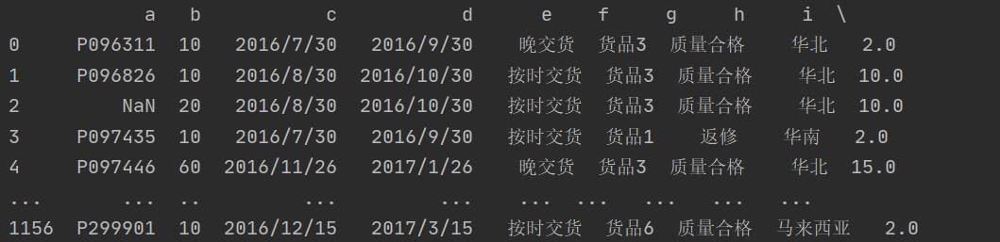 a b c d e f g h i \
0 P096311 10 2016/7/30 2016/9/30 晚交货 货品3 质量合格 华北 2.0
1 P096826 10 2016/8/30 2016/10/30 按时交货 货品3 质量合格 华北 10.0
2 NaN 20 2016/8/30 2016/10/30 按时交货 货品3 质量合格 华北 10.0
3 P097435 10 2016/7/30 2016/9/30 按时交货 货品1 返修 华南 2.0
4 P097446 60 2016/11/26 2017/1/26 晚交货 货品3 质量合格 华北 15.0
... ... .. ... ... ... ... ... ... ...
1156 P299901 10 2016/12/15 2017/3/15 按时交货 货品6 质量合格 马来西亚 2.0